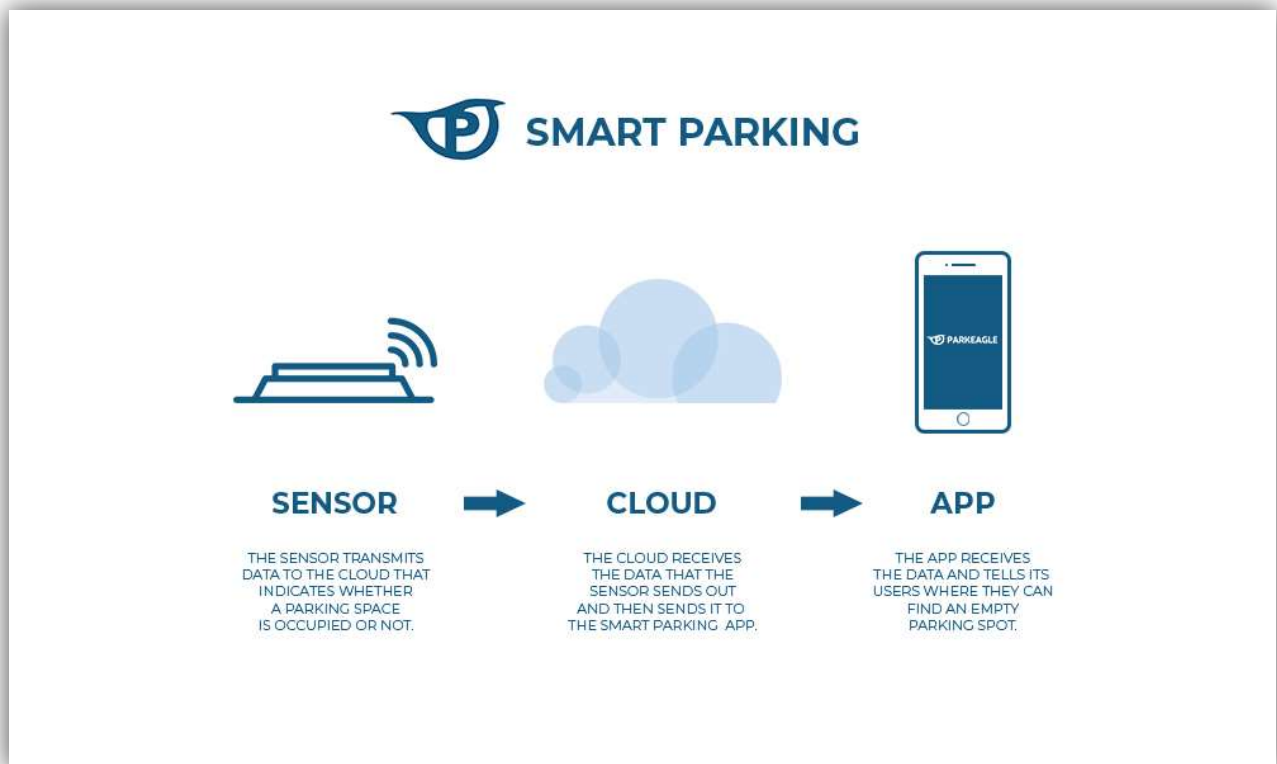 SMART PARKING
PARKEAGLE
SENSOR
CLOUD
APP
THE SENSOR TRANSMITS
DATA TO THE CLOUD THAT
INDICATES WHETHER
A PARKING SPACE
IS OCCUPIED OR NOT.
THE CLOUD RECEIVES
THE DATA THAT THE
SENSOR SENDS OUT
AND THEN SENDS IT TO
THE SMART PARKING APP.
THE APP RECEIVES
THE DATA AND TELLS ITS
USERS WHERE THEY CAN
FIND AN EMPTY
PARKING SPOT.